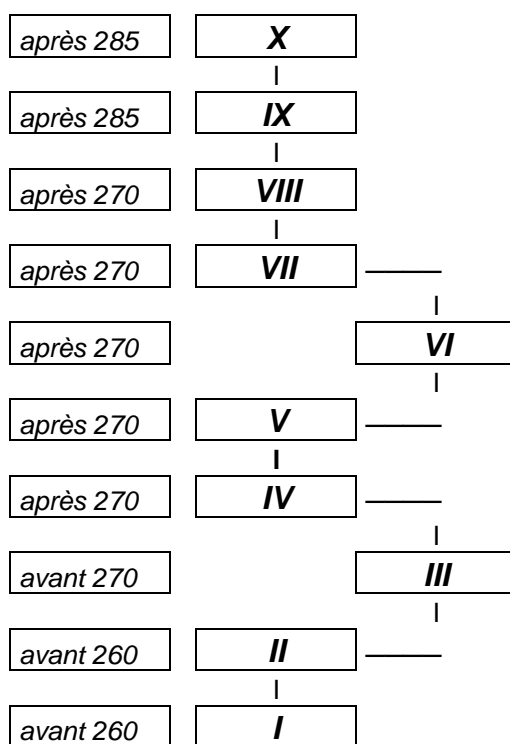 après 285 X
après 285 IX
après 270 VIII
après 270 VII
après 270 VI
après 270 V
après 270 IV
avant 270 III
avant 260 II
avant 260 I